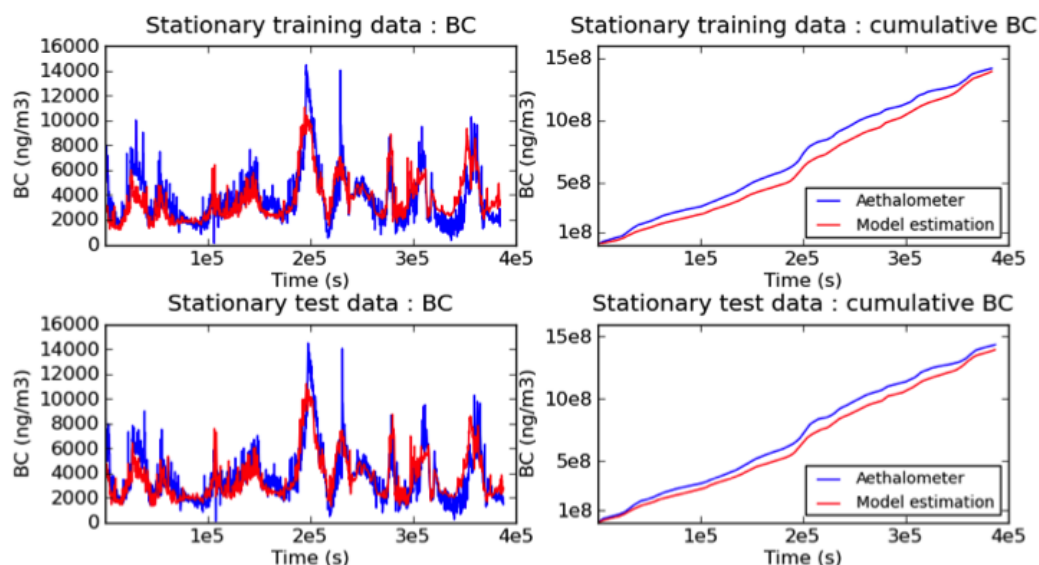 Stationary training data : BC
16000
14000
12000
10000
8000
6000
4000
2000
0
BC (ng/m3)
1e5
2e5
3e5
4e5
Time (s)
Stationary training data : cumulative BC
15e8
10e8
5e8
1e8
BC (ng/m3)
Aethalometer
Model estimation
1e5
2e5
3e5
4e5
Time (s)
Stationary test data : BC
16000
14000
12000
10000
8000
6000
4000
2000
0
BC (ng/m3)
1e5
2e5
3e5
4e5
Time (s)
Stationary test data : cumulative BC
15e8
10e8
5e8
1e8
BC (ng/m3)
Aethalometer
Model estimation
1e5
2e5
3e5
4e5
Time (s)